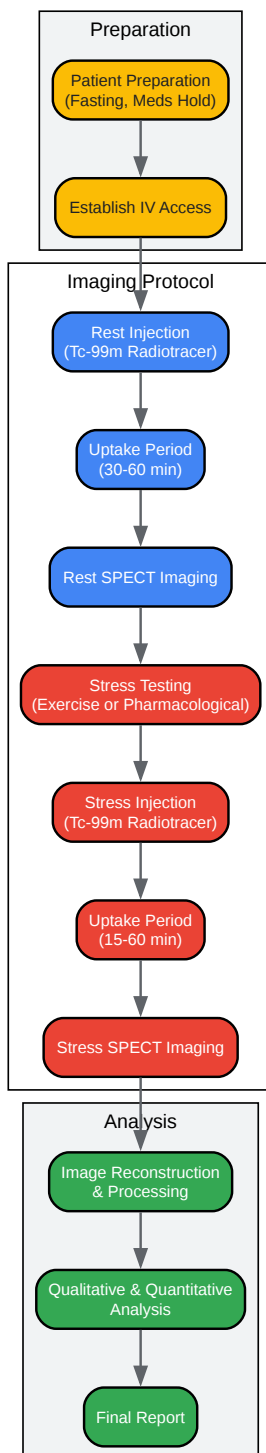 Preparation
Patient Preparation
(Fasting, Meds Hold)
Establish IV Access
Imaging Protocol
Rest Injection
(Tc-99m Radiotracer)
Uptake Period
(30-60 min)
Rest SPECT Imaging
Stress Testing
(Exercise or Pharmacological)
Stress Injection
(Tc-99m Radiotracer)
Uptake Period
(15-60 min)
Stress SPECT Imaging
Analysis
Image Reconstruction
& Processing
Qualitative & Quantitative
Analysis
Final Report